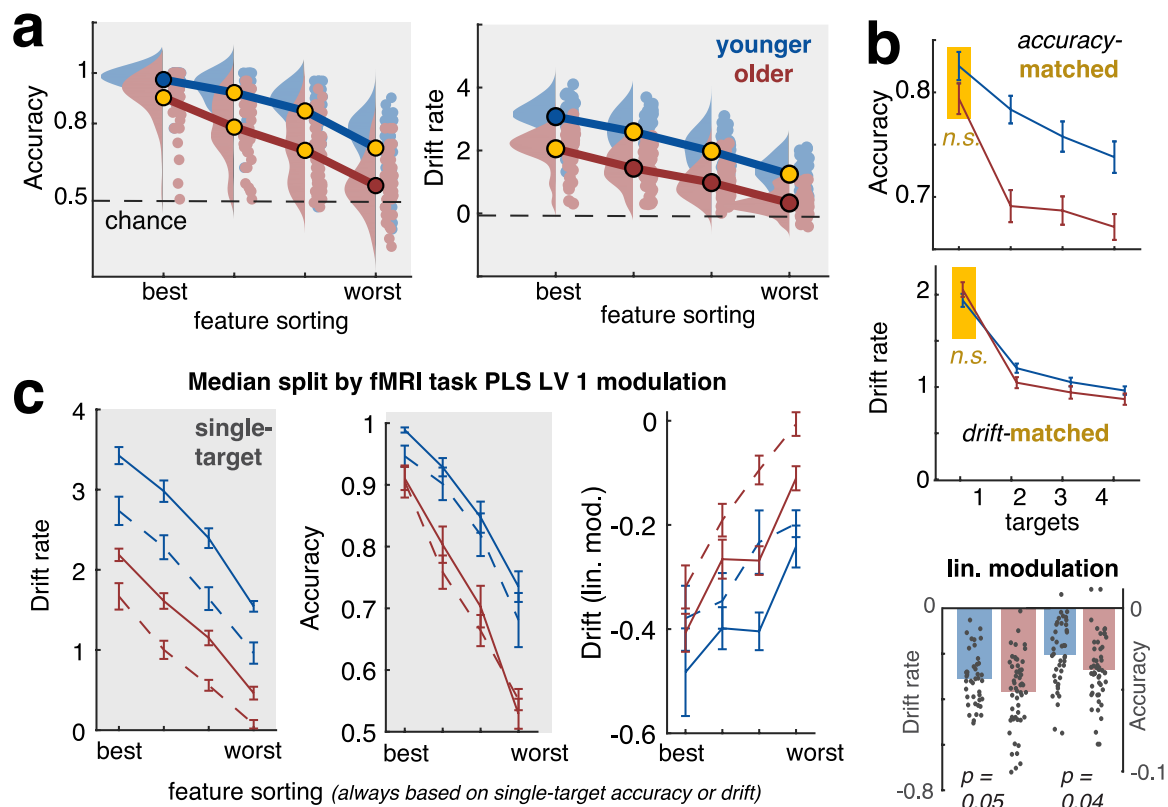 a
Accuracy
1
0.8
0.5
chance
best
worst
feature sorting
Drift rate
4
2
0
younger
older
best
worst
feature sorting
b
accuracy-
matched
Accuracy
0.8
0.7
n.s.
Drift rate
2
1
0
n.s.
drift-matched
1
2
3
4
targets
c
Median split by fMRI task PLS LV 1 modulation
Drift rate
4
3
2
1
0
single-
target
best
worst
Accuracy
1
0.9
0.8
0.7
0.6
0.5
best
worst
Drift (lin. mod.)
0
-0.2
-0.4
-0.6
best
worst
feature sorting (always based on single-target accuracy or drift)
lin. modulation
Drift rate
0
-0.8
Accuracy
0
-0.1
p =
0.05
p =
0.04